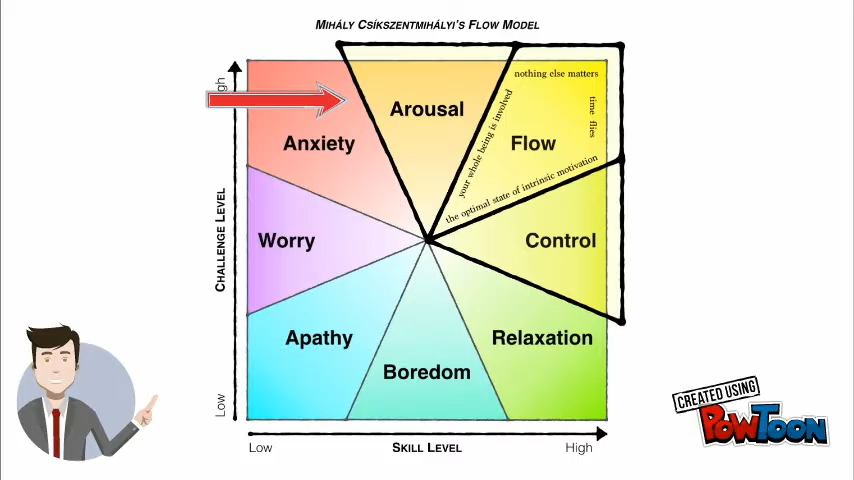 MIHÁLY CSÍKSZENTMIHÁLYI'S FLOW MODEL
nothing else matters
Arousal
time flies
your whole being is involved
Anxiety
Flow
the optimal state of intrinsic motivation
CHALLENGE LEVEL
Worry
Control
Apathy
Relaxation
Boredom
Low
Low
SKILL LEVEL
High
CREATED USING
POWTOON